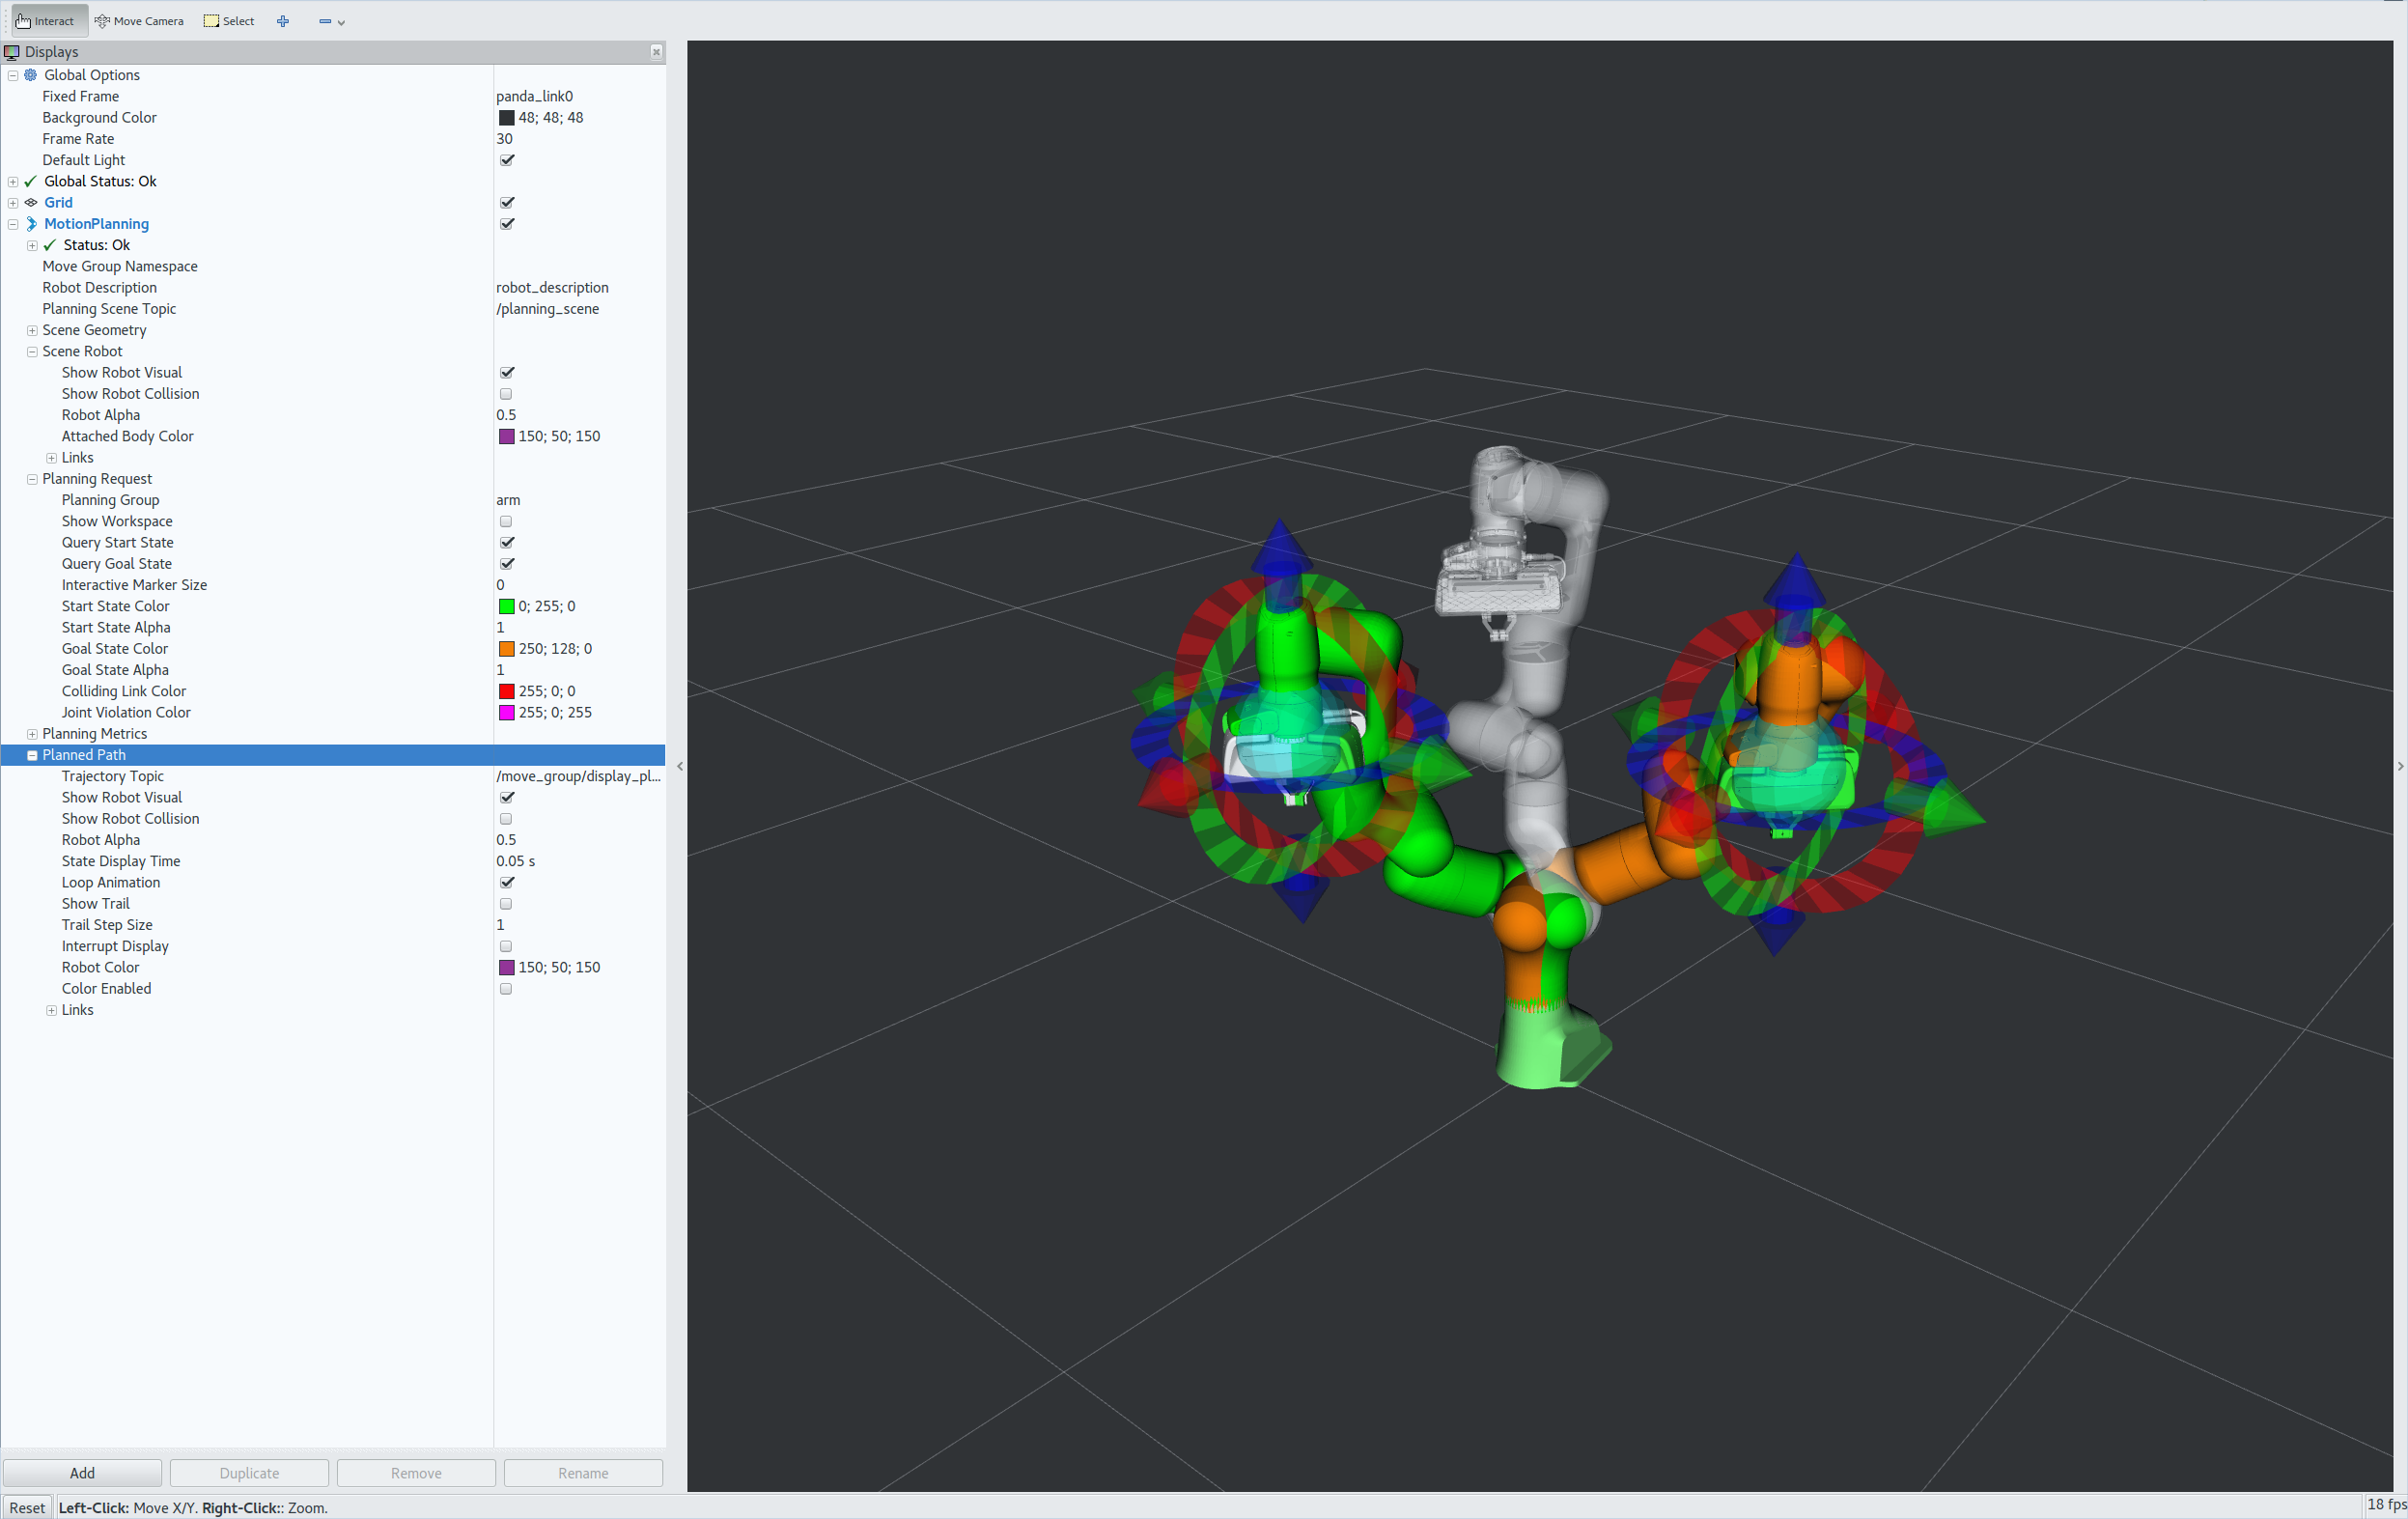 Interact Move Camera Select
Displays
Global Options
Fixed Frame panda_link0
Background Color 48; 48; 48
Frame Rate 30
Default Light
Global Status: Ok
Grid
MotionPlanning
Status: Ok
Move Group Namespace
Robot Description robot_description
Planning Scene Topic /planning_scene
Scene Geometry
Scene Robot
Show Robot Visual
Show Robot Collision
Robot Alpha 0.5
Attached Body Color 150; 50; 150
Links
Planning Request
Planning Group arm
Show Workspace
Query Start State
Query Goal State
Interactive Marker Size 0
Start State Color 0; 255; 0
Start State Alpha 1
Goal State Color 250; 128; 0
Goal State Alpha 1
Colliding Link Color 255; 0; 0
Joint Violation Color 255; 0; 255
Planning Metrics
Planned Path
Trajectory Topic /move_group/display_pl...
Show Robot Visual
Show Robot Collision
Robot Alpha 0.5
State Display Time 0.05 s
Loop Animation
Show Trail
Trail Step Size 1
Interrupt Display
Robot Color 150; 50; 150
Color Enabled
Links
Add Duplicate Remove Rename
Reset Left-Click: Move X/Y. Right-Click:: Zoom. 18 fps